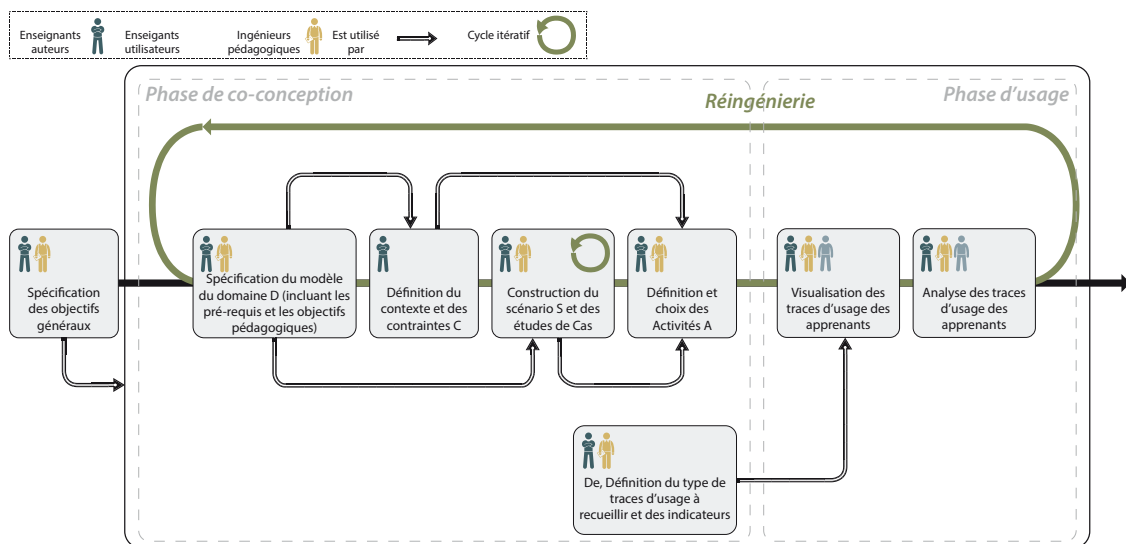 Enseignants
auteurs
Enseigants
utilisateurs
Ingénieurs
pédagogiques
Est utilisé
par
Cycle itératif
Phase de co-conception
Réingénierie
Phase d'usage
Spécification
des objectifs
généraux
Spécification du modèle
du domaine D (incluant les
pré-requis et les objectifs
pédagogiques)
Définition du
contexte et des
contraintes C
Construction du
scénario S et des
études de Cas
Définition et
choix des
Activités A
Visualisation des
traces d'usage des
apprenants
Analyse des traces
d'usage des
apprenants
De, Définition du type de
traces d'usage à
recueillir et des indicateurs